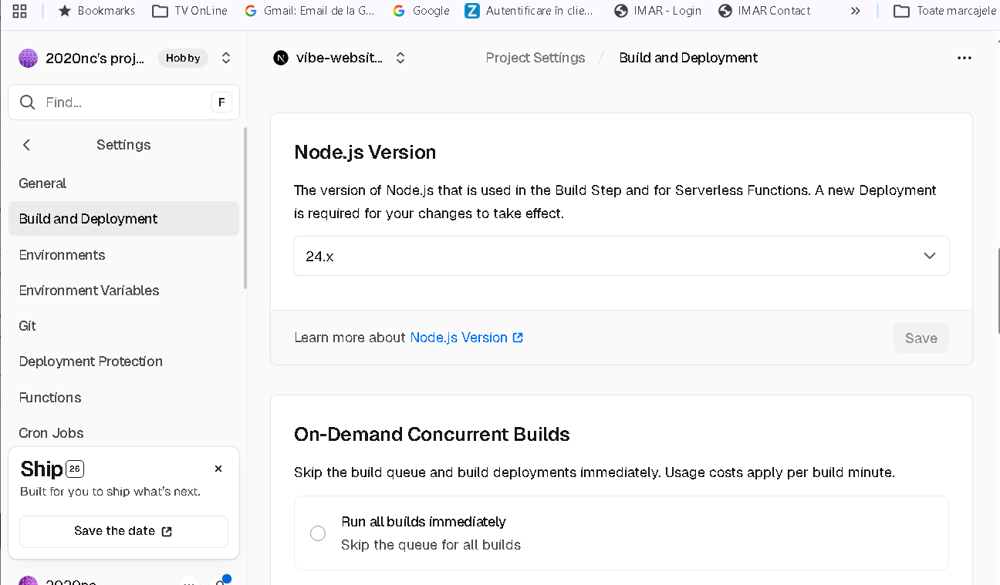 Bookmarks
TV OnLine
Gmail: Email de la G...
Google
Autentificare în clie...
IMAR - Login
IMAR Contact
Toate marcajele
2020nc's proj...
Hobby
vibe-websit...
Project Settings / Build and Deployment
Find...
F
Settings
General
Build and Deployment
Environments
Environment Variables
Git
Deployment Protection
Functions
Cron Jobs
Ship 26
Built for you to ship what's next.
Save the date
2020nc
Node.js Version
The version of Node.js that is used in the Build Step and for Serverless Functions. A new Deployment
is required for your changes to take effect.
24.x
Learn more about Node.js Version
Save
On-Demand Concurrent Builds
Skip the build queue and build deployments immediately. Usage costs apply per build minute.
Run all builds immediately
Skip the queue for all builds